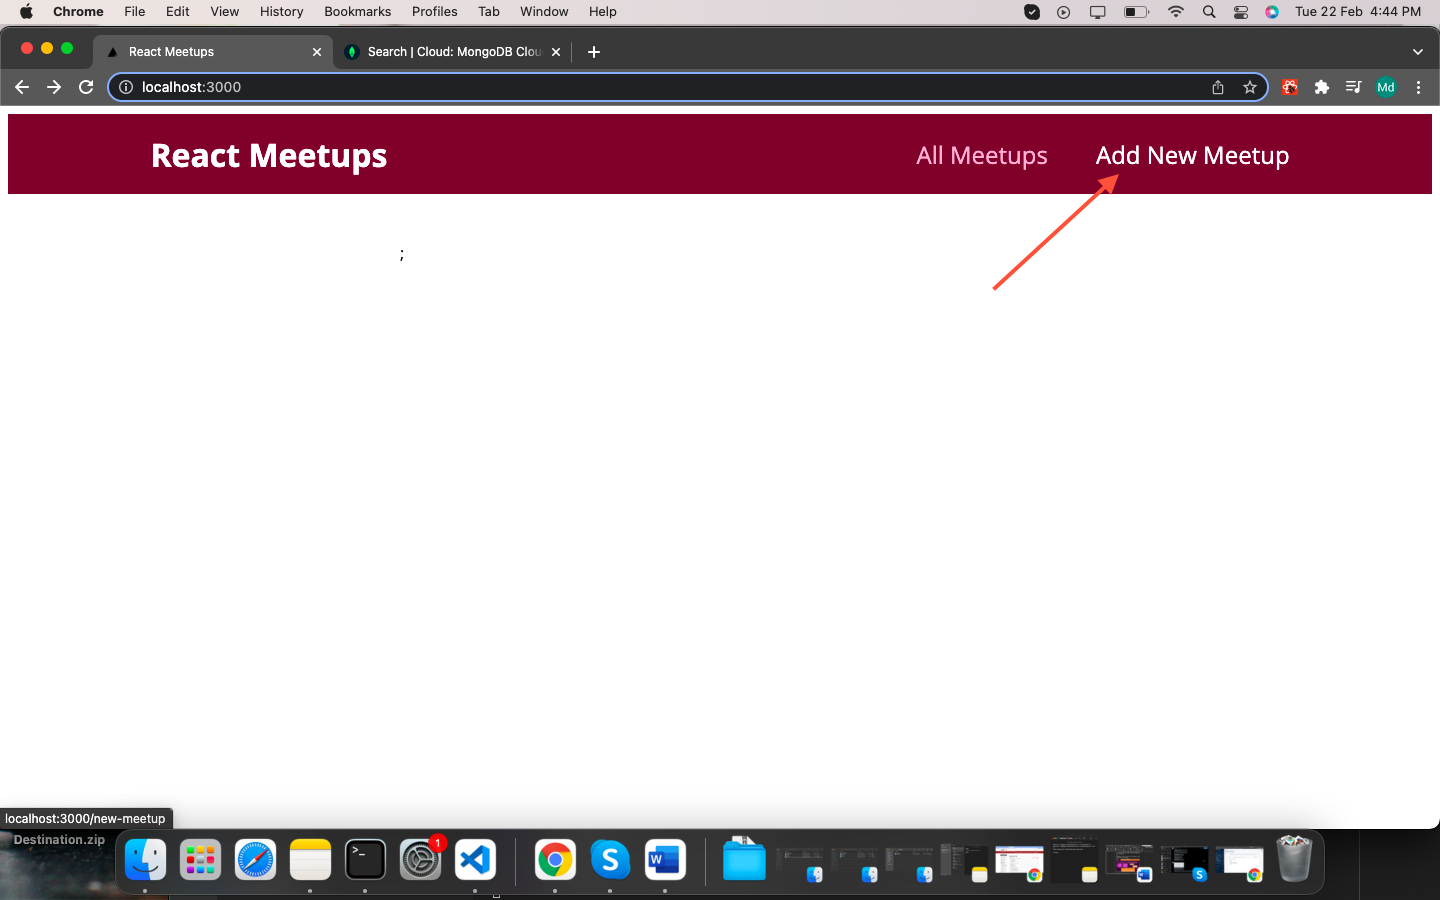 Chrome File Edit View History Bookmarks Profiles Tab Window Help Tue 22 Feb 4:44 PM
React Meetups Search | Cloud: MongoDB Clou
localhost:3000 Md
React Meetups All Meetups Add New Meetup
;
localhost:3000/new-meetup
Destination.zip
1
>_
S
W